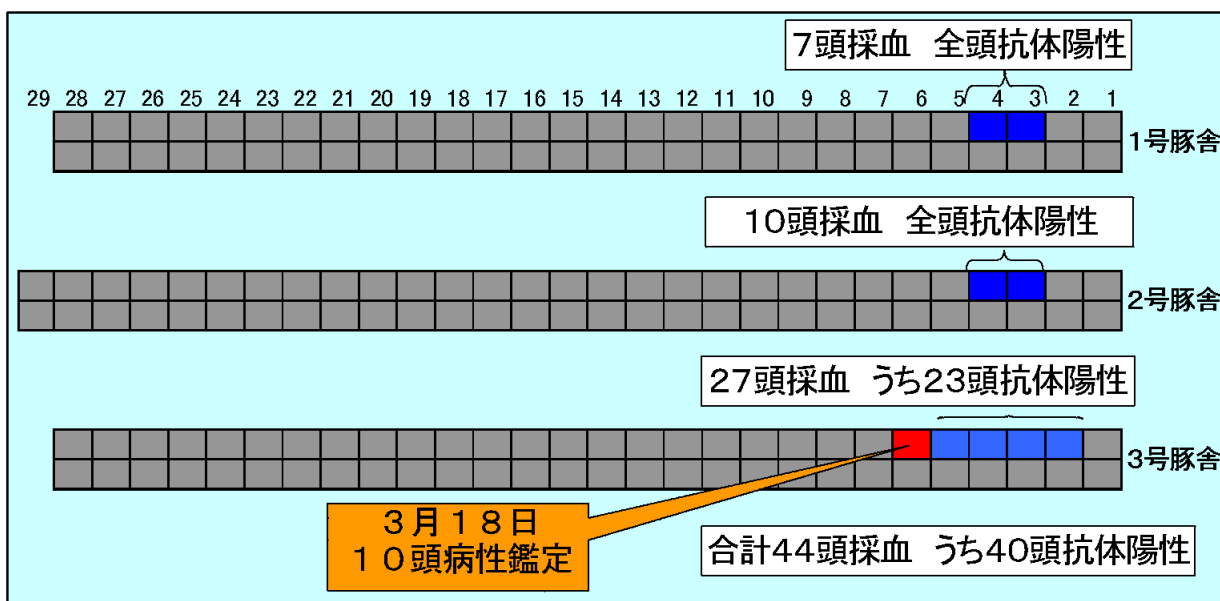 7頭採血 全頭抗体陽性
29 28 27 26 25 24 23 22 21 20 19 18 17 16 15 14 13 12 11 10 9 8 7 6 5 4 3 2 1
1号豚舎
10頭採血 全頭抗体陽性
2号豚舎
27頭採血 うち23頭抗体陽性
3号豚舎
3月18日
10頭病性鑑定
合計44頭採血 うち40頭抗体陽性